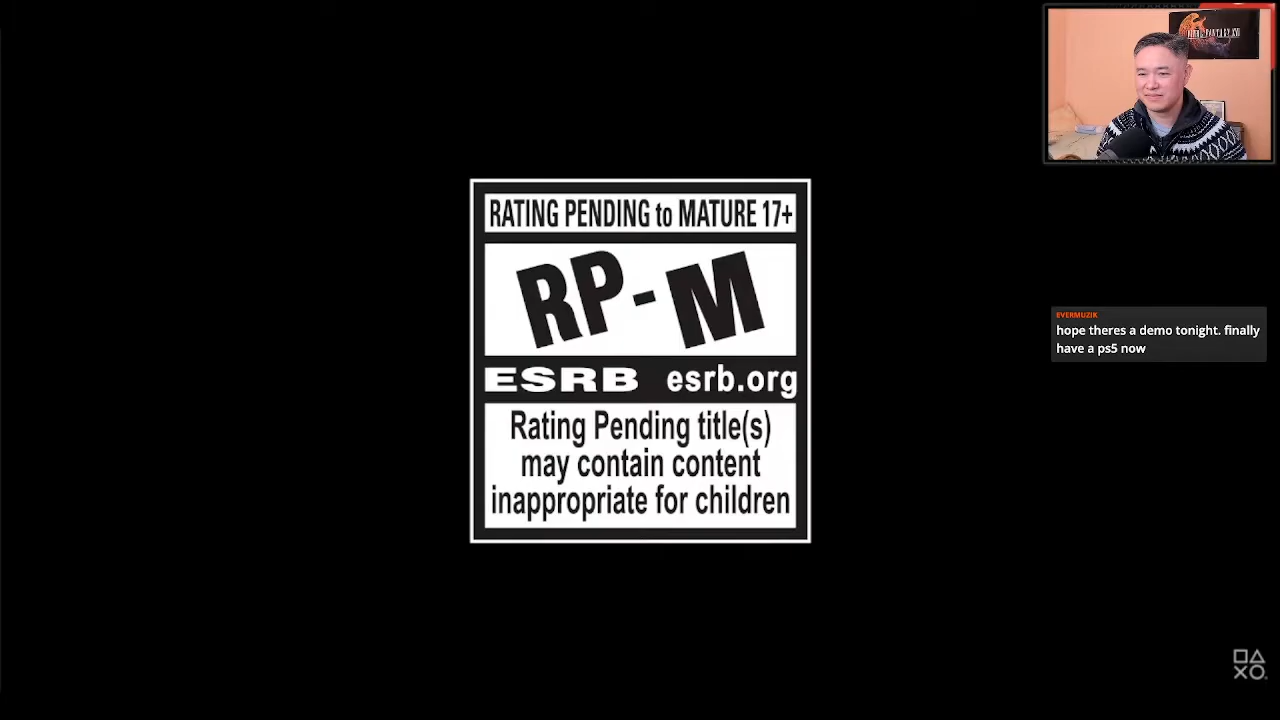 RATING PENDING to MATURE 17+
RP-M
ESRB esrb.org
Rating Pending title(s)
may contain content
inappropriate for children
EVERMUZIK
hope theres a demo tonight. finally
have a ps5 now